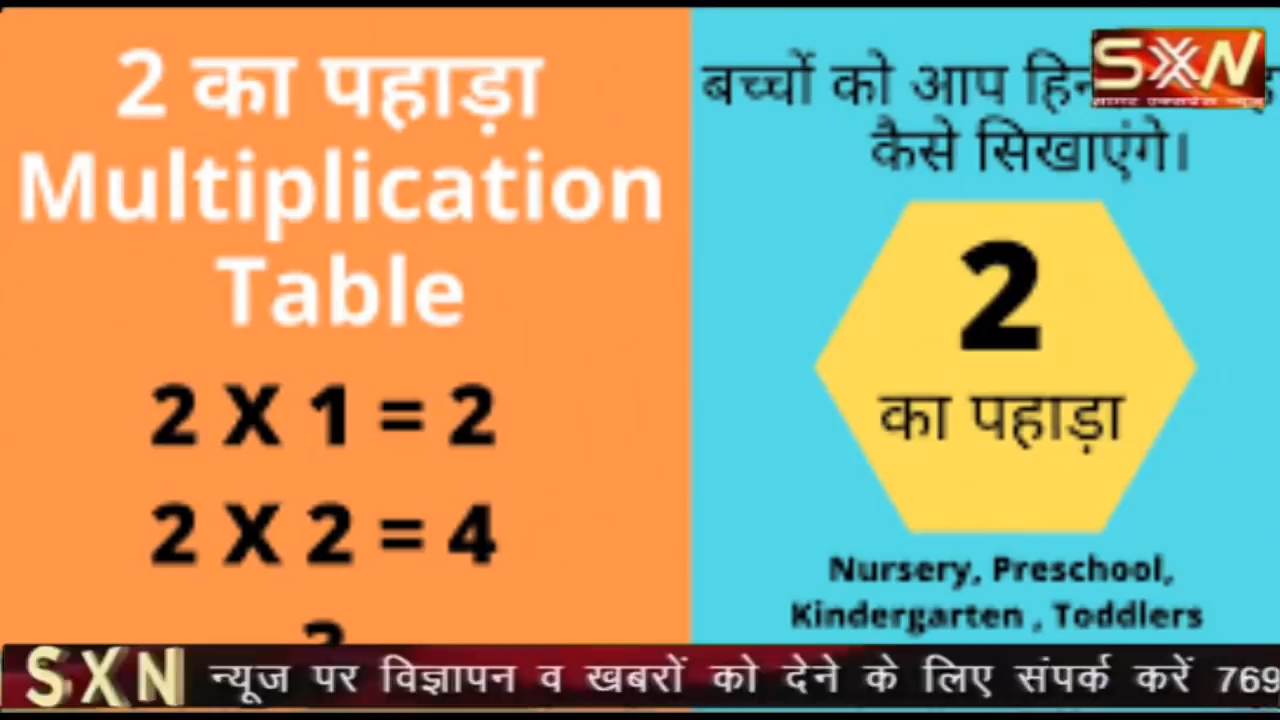 2 का पहाड़ा
Multiplication
Table
2 X 1 = 2
2 X 2 = 4
बच्चों को आप
कैसे सिखाएंगे।
2
का पहाड़ा
Nursery, Preschool,
Kindergarten , Toddlers
SXN
SXN न्यूज पर विज्ञापन व खबरों को देने के लिए संपर्क करें 769